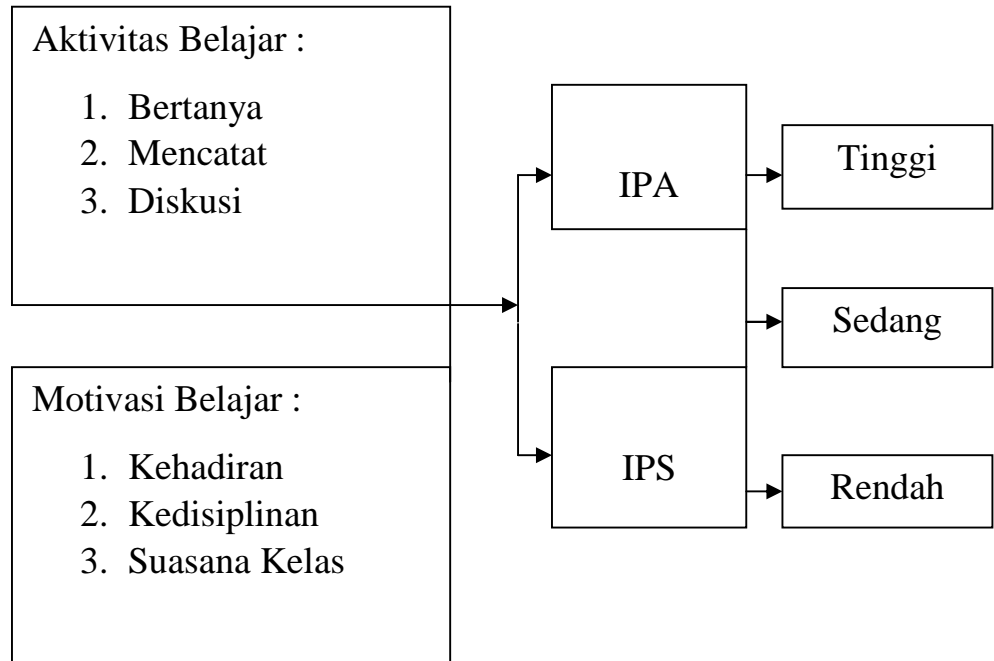 Aktivitas Belajar :
1. Bertanya
2. Mencatat
3. Diskusi
Motivasi Belajar :
1. Kehadiran
2. Kedisiplinan
3. Suasana Kelas
IPA
IPS
Tinggi
Sedang
Rendah